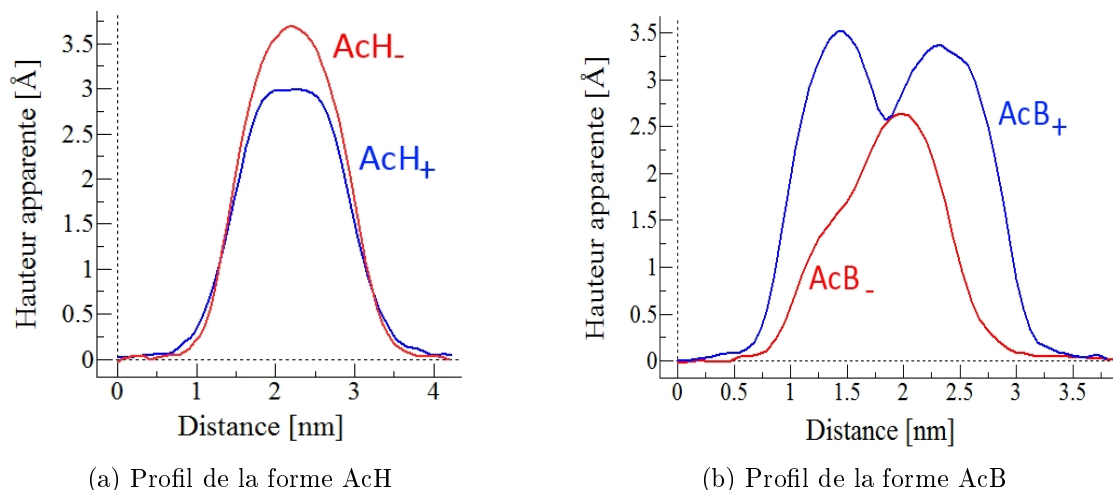 Hauteur apparente [Å]
3.5
3
2.5
2
1.5
1
0.5
0
AcH-
AcH+
0 1 2 3 4
Distance [nm]
(a) Profil de la forme AcH
Hauteur apparente [Å]
3.5
3
2.5
2
1.5
1
0.5
0
AcB+
AcB-
0 0.5 1 1.5 2 2.5 3 3.5
Distance [nm]
(b) Profil de la forme AcB